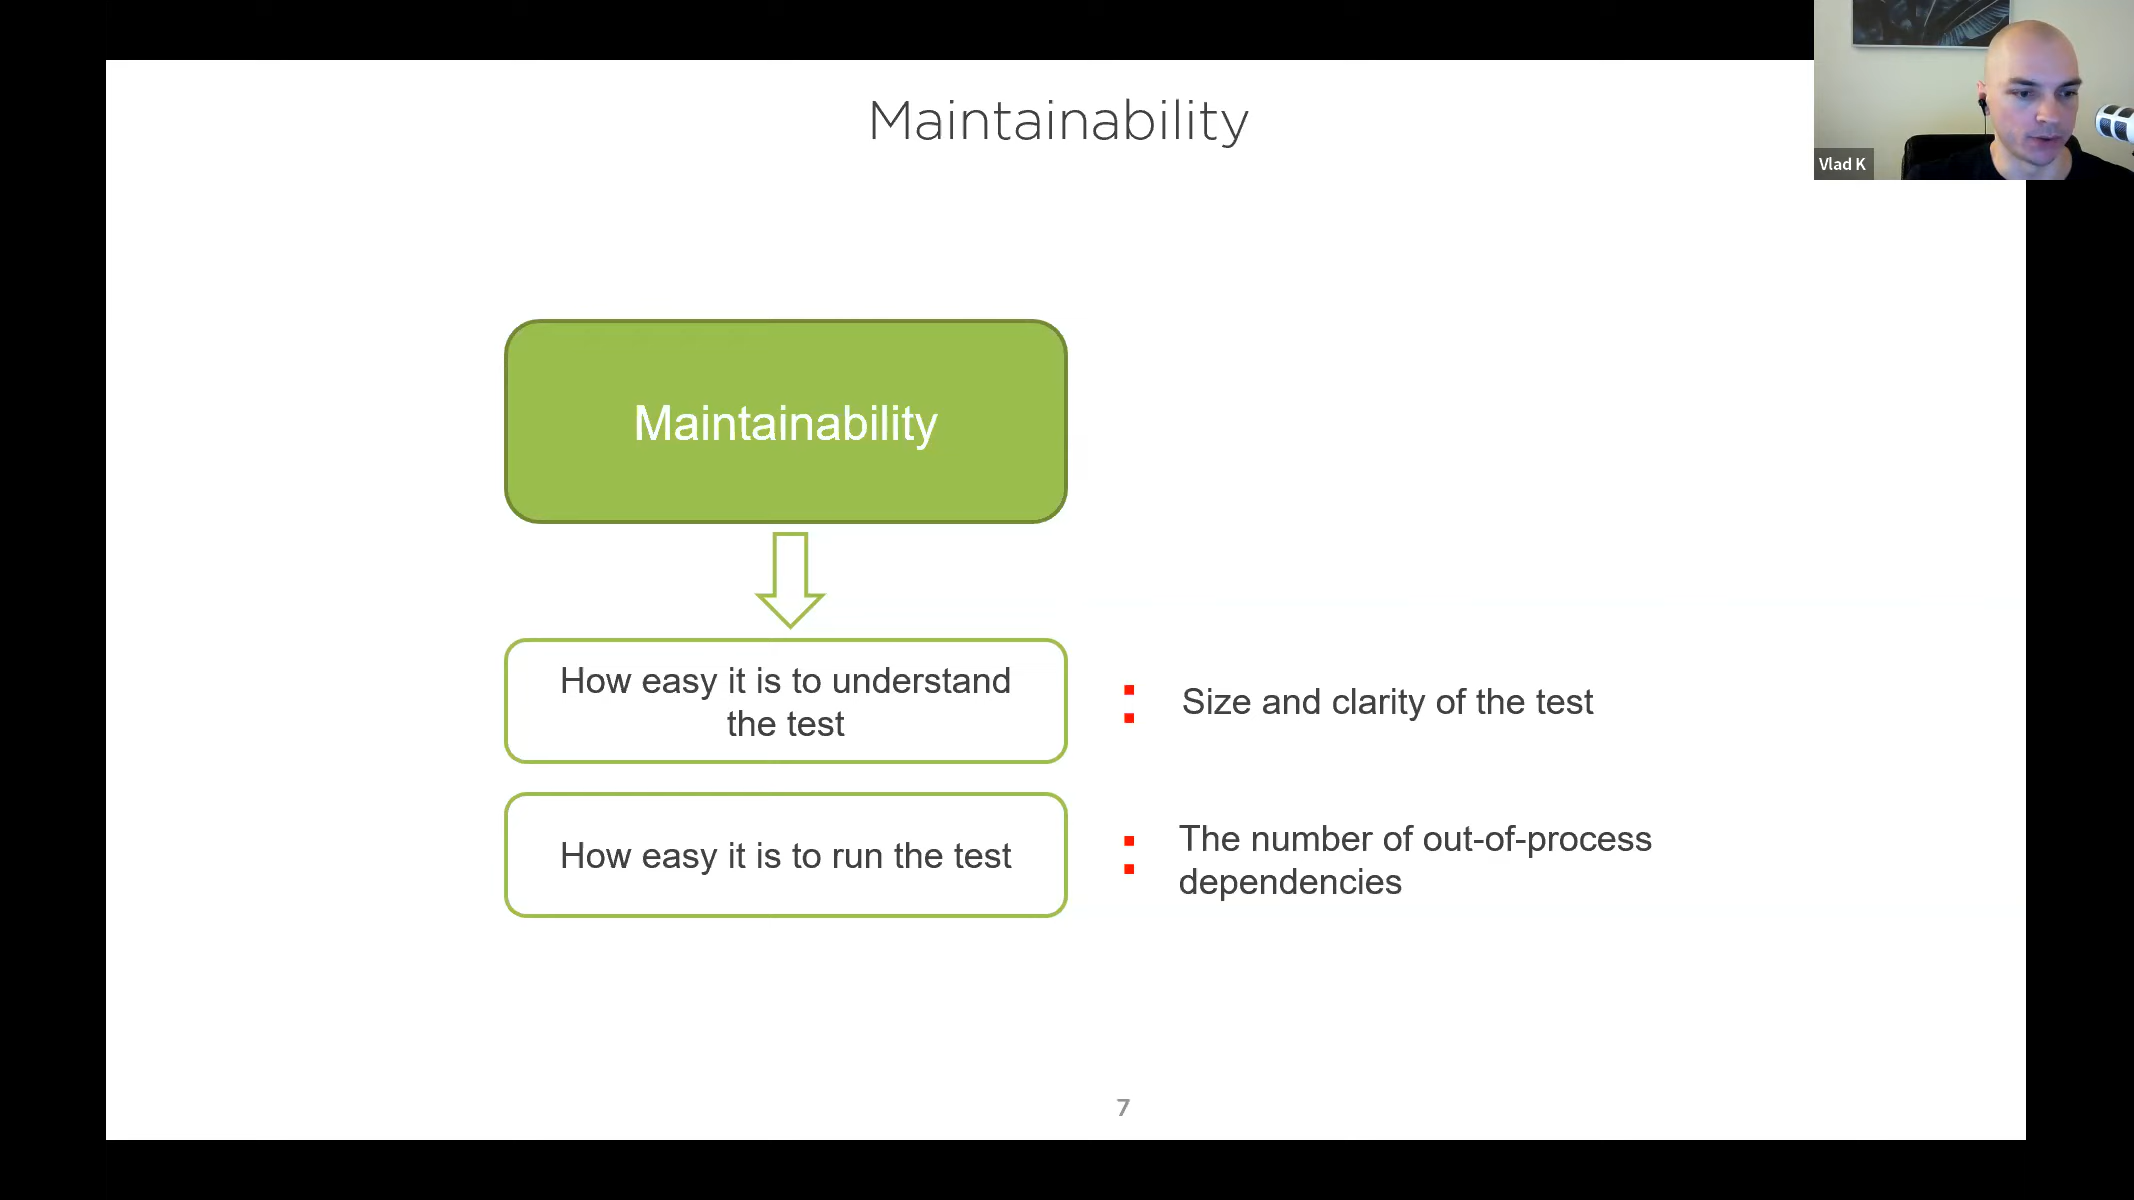 Maintainability
Vlad K
Maintainability
How easy it is to understand
the test
Size and clarity of the test
How easy it is to run the test
The number of out-of-process
dependencies
7